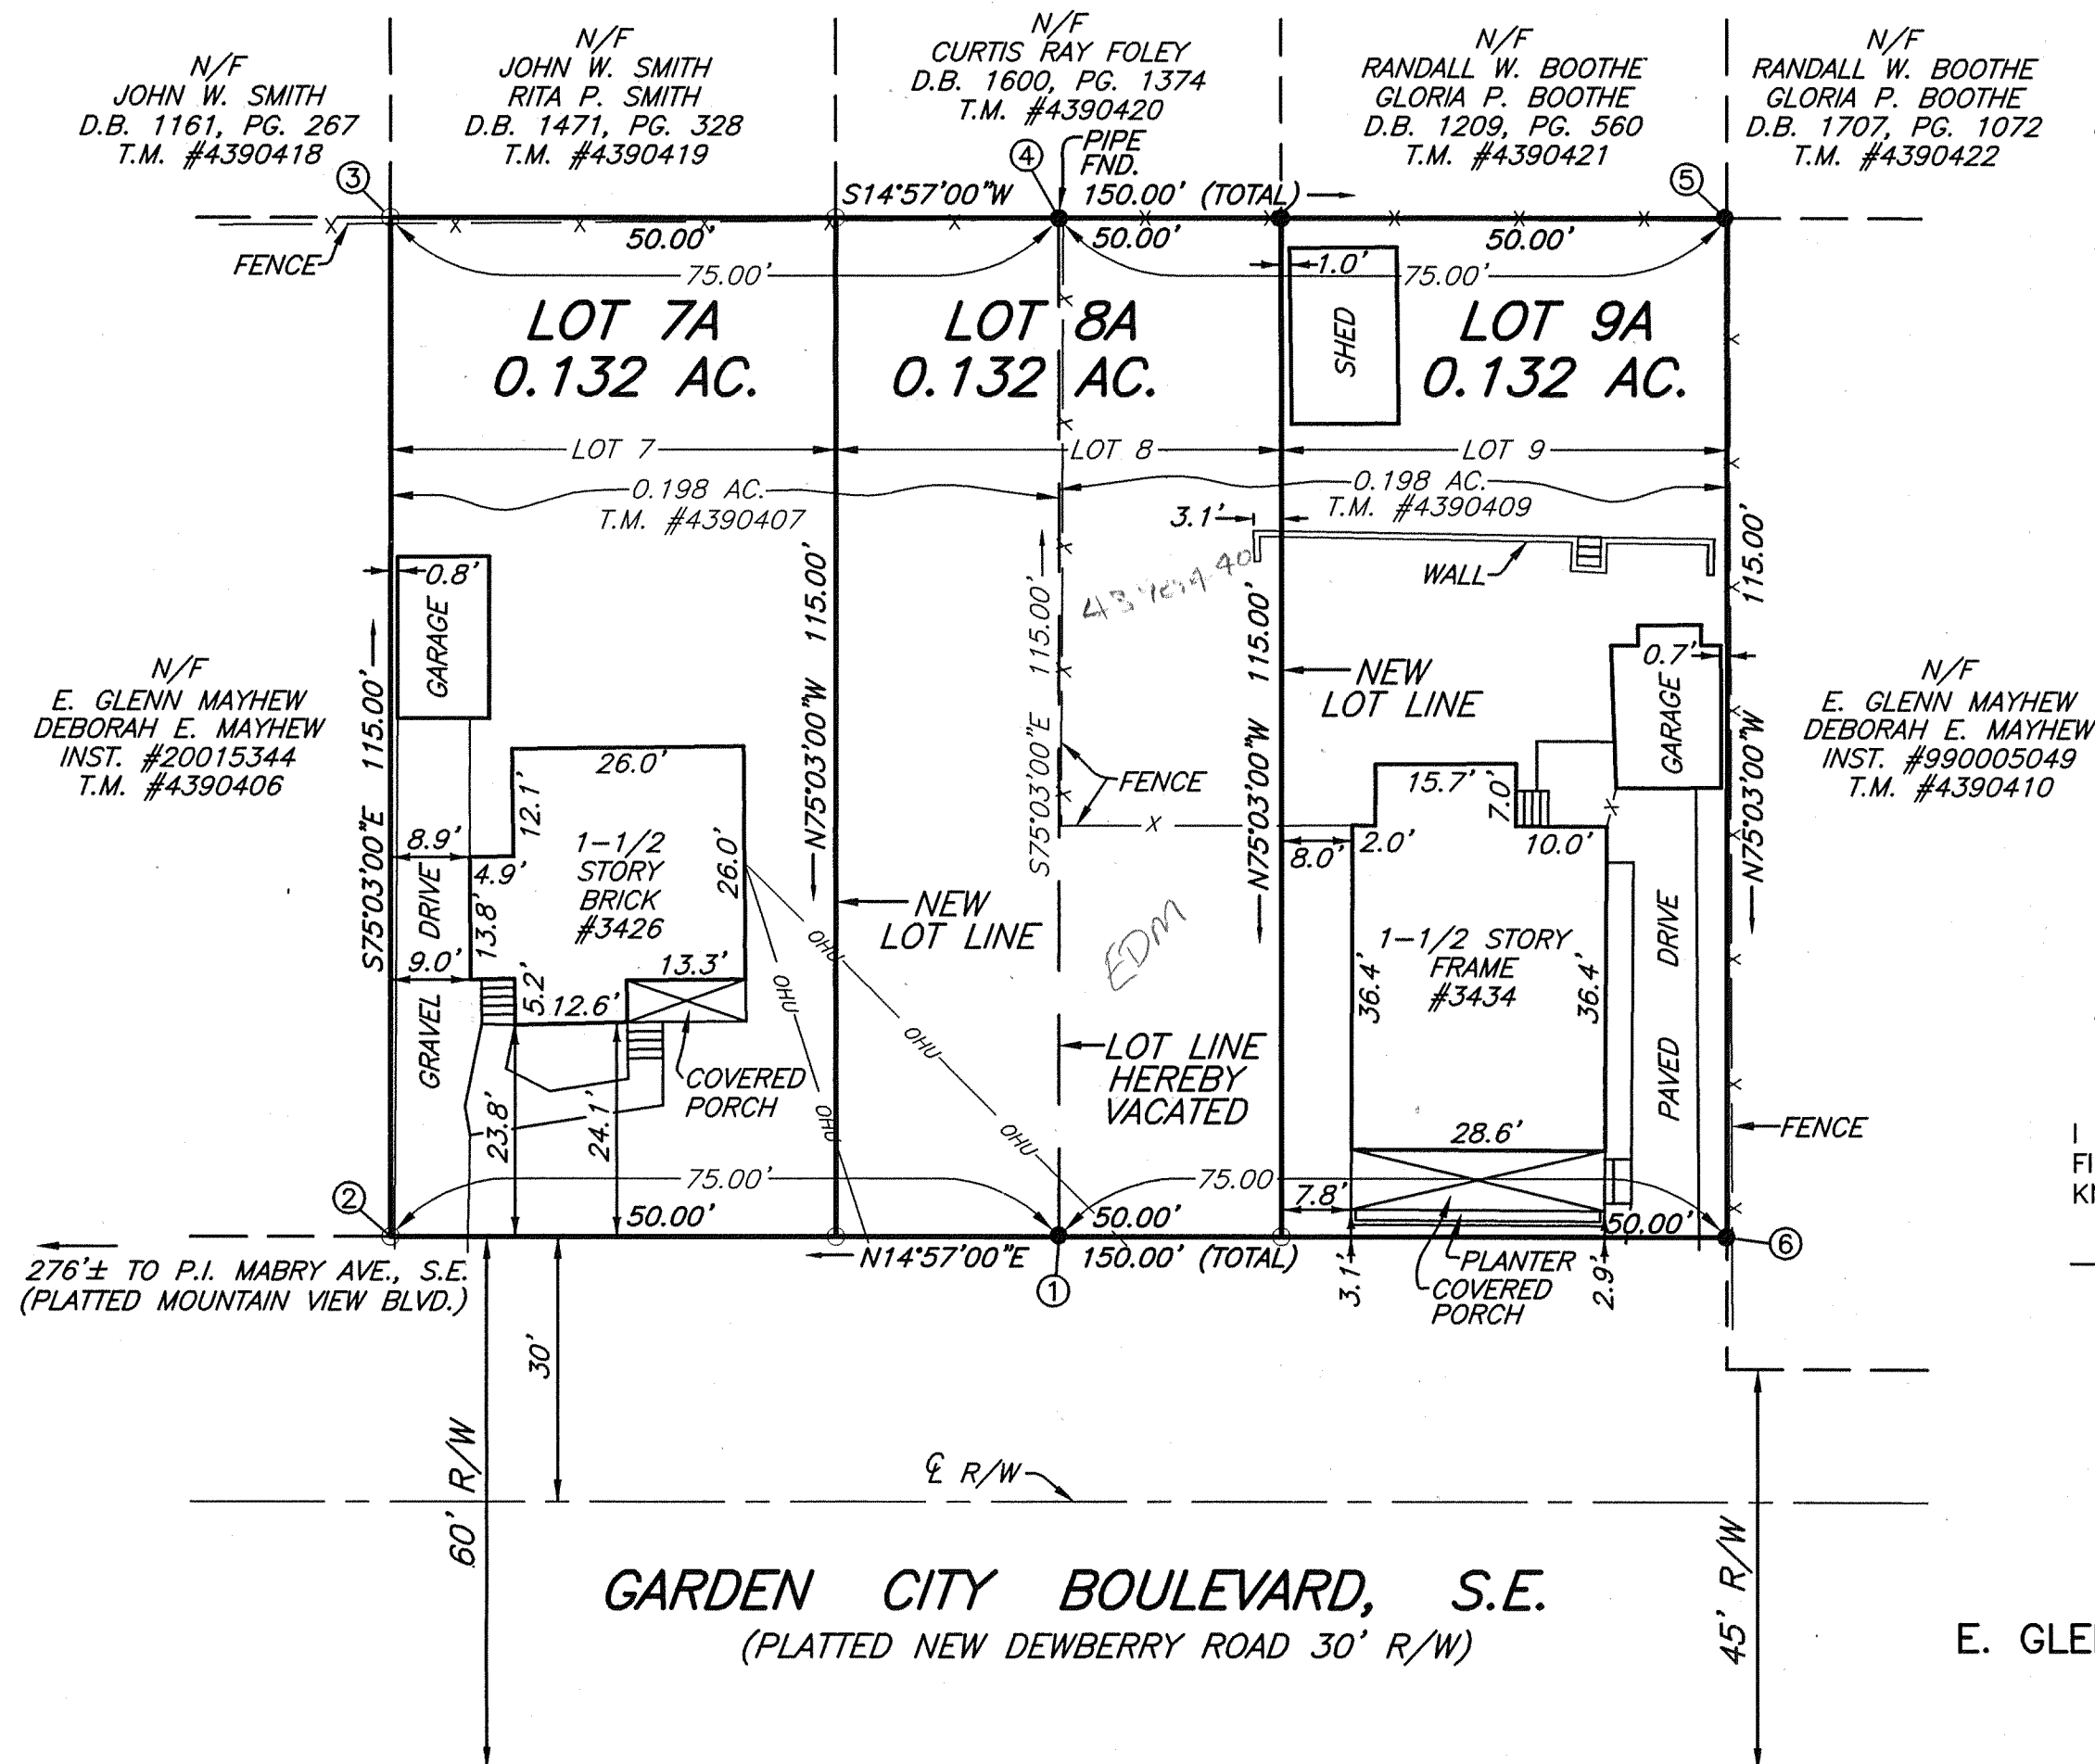 N/F
JOHN W. SMITH
D.B. 1161, PG. 267
T.M. #4390418
N/F
JOHN W. SMITH
RITA P. SMITH
D.B. 1471, PG. 328
T.M. #4390419
N/F
CURTIS RAY FOLEY
D.B. 1600, PG. 1374
T.M. #4390420
N/F
RANDALL W. BOOTHE
GLORIA P. BOOTHE
D.B. 1209, PG. 560
T.M. #4390421
N/F
RANDALL W. BOOTHE
GLORIA P. BOOTHE
D.B. 1707, PG. 1072
T.M. #4390422
3
4
PIPE
FND.
5
S14°57'00"W 150.00' (TOTAL)
FENCE
50.00'
50.00'
50.00'
75.00'
1.0'
75.00'
LOT 7A
0.132 AC.
LOT 8A
0.132 AC.
SHED
LOT 9A
0.132 AC.
LOT 7
LOT 8
LOT 9
0.198 AC.
T.M. #4390407
0.198 AC.
T.M. #4390409
3.1'
WALL
0.8'
GARAGE
S75°03'00"E 115.00'
N75°03'00"W 115.00'
S75°03'00"E 115.00'
N75°03'00"W 115.00'
N75°03'00"W 115.00'
N/F
E. GLENN MAYHEW
DEBORAH E. MAYHEW
INST. #20015344
T.M. #4390406
NEW
LOT LINE
0.7'
GARAGE
N/F
E. GLENN MAYHEW
DEBORAH E. MAYHEW
INST. #990005049
T.M. #4390410
26.0'
12.1'
8.9'
4.9'
1-1/2
STORY
BRICK
#3426
26.0'
13.8'
9.0'
5.2'
12.6'
13.3'
GRAVEL DRIVE
COVERED
PORCH
23.8'
24.1'
NEW
LOT LINE
OHU
OHU
OHU
OHU
OHU
FENCE
EDM
LOT LINE
HEREBY
VACATED
15.7'
7.0'
8.0'
2.0'
10.0'
1-1/2 STORY
FRAME
#3434
36.4'
36.4'
PAVED DRIVE
28.6'
FENCE
I
FI
KN
2
75.00'
75.00
7.8'
50.00'
50.00'
50.00'
N14°57'00"E 150.00' (TOTAL)
1
6
276'± TO P.I. MABRY AVE., S.E.
(PLATTED MOUNTAIN VIEW BLVD.)
3.1'
PLANTER
COVERED
PORCH
2.9'
30'
60' R/W
℄ R/W
45' R/W
GARDEN CITY BOULEVARD, S.E.
(PLATTED NEW DEWBERRY ROAD 30' R/W)
E. GLE